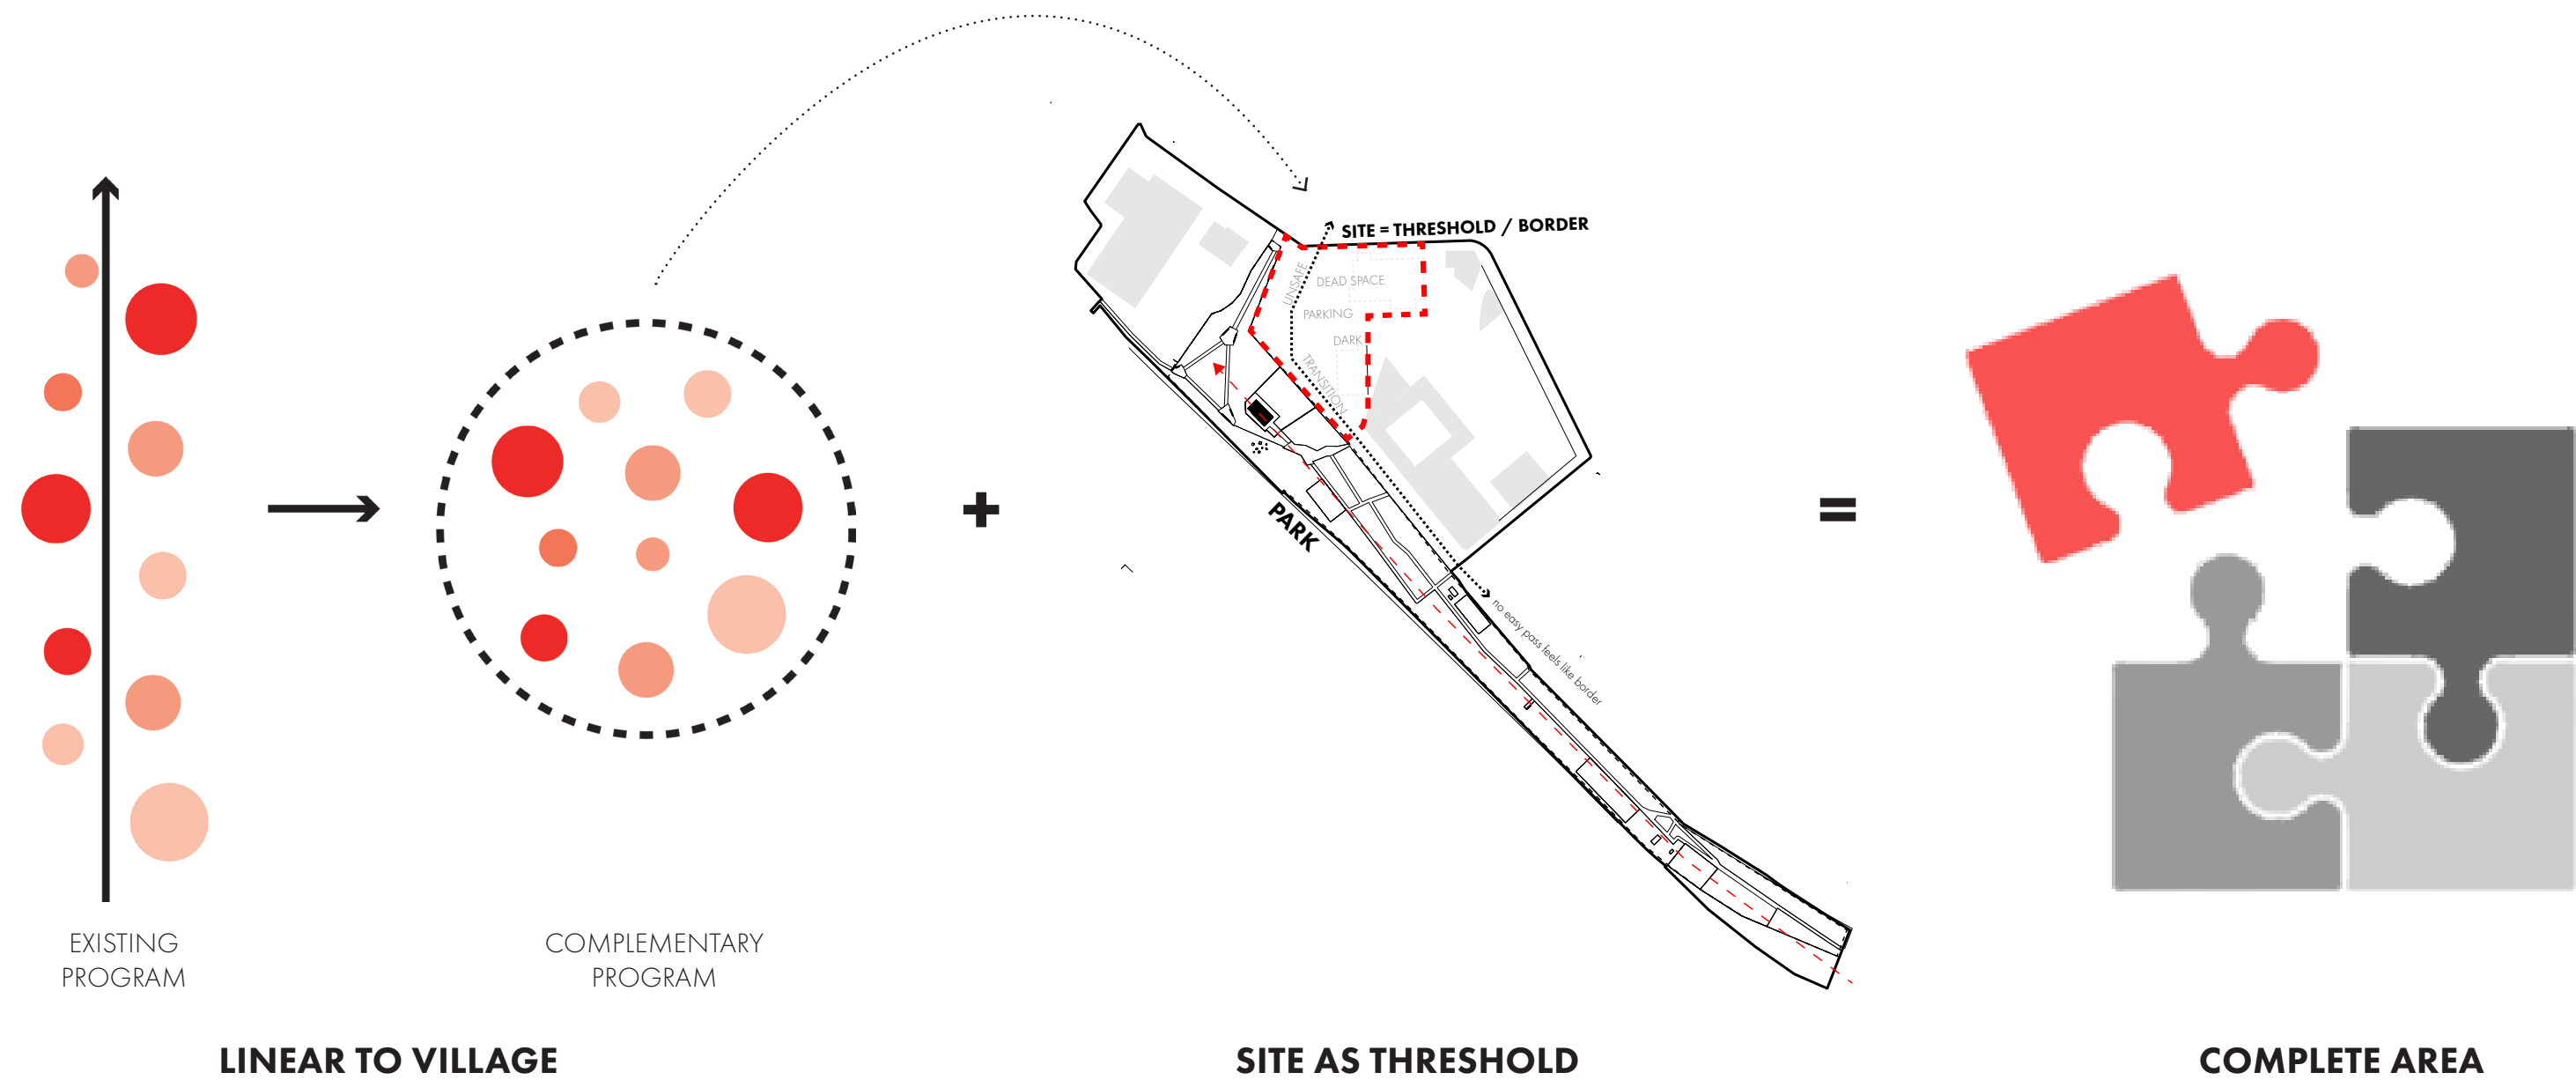 SITE = THRESHOLD / BORDER
UNSAFE
DEAD SPACE
PARKING
DARK
TRANSITION
PARK
no easy pass feels like border
+
=
EXISTING
PROGRAM
COMPLEMENTARY
PROGRAM
LINEAR TO VILLAGE
SITE AS THRESHOLD
COMPLETE AREA